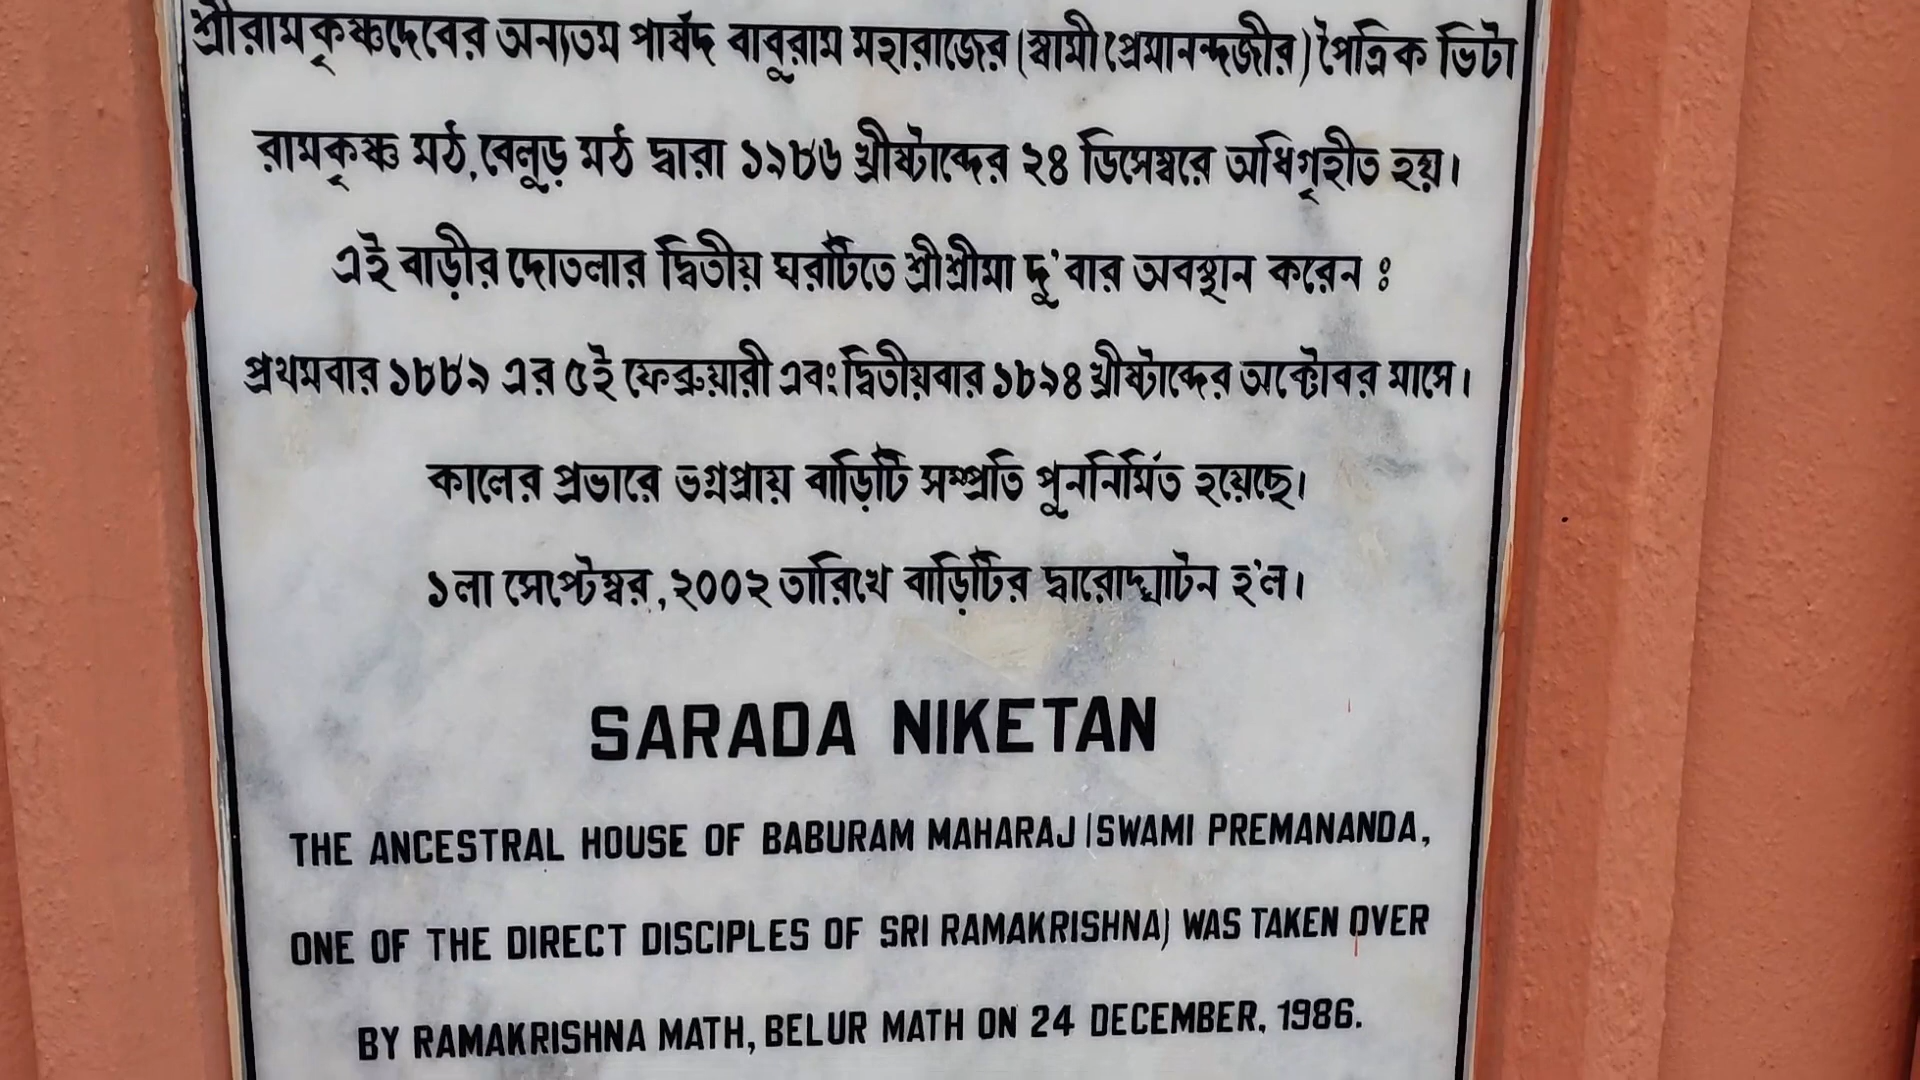 শ্রীরামকৃষ্ণদেবের অন্যতম পার্ষদ বাবুরাম মহারাজের (স্বামী প্রেমানন্দজীর) পৈত্রিক ভিটা
রামকৃষ্ণ মঠ, বেলুড় মঠ দ্বারা ১৯৮৬ খ্রীষ্টাব্দের ২৪ ডিসেম্বরে অধিগৃহীত হয়।
এই বাড়ীর দোতলার দ্বিতীয় ঘরটিতে শ্রীশ্রীমা দু'বার অবস্থান করেন :
প্রথমবার ১৮৮৯ এর ৫ই ফেব্রুয়ারী এবং দ্বিতীয়বার ১৮৯৪ খ্রীষ্টাব্দের অক্টোবর মাসে।
কালের প্রভারে ভগ্নপ্রায় বাড়িটি সম্প্রতি পুনর্নির্মিত হয়েছে।
১লা সেপ্টেম্বর, ২০০২ তারিখে বাড়িটির দ্বারোদ্ঘাটন হ'ল।
SARADA NIKETAN
THE ANCESTRAL HOUSE OF BABURAM MAHARAJ (SWAMI PREMANANDA,
ONE OF THE DIRECT DISCIPLES OF SRI RAMAKRISHNA) WAS TAKEN OVER
BY RAMAKRISHNA MATH, BELUR MATH ON 24 DECEMBER, 1986.